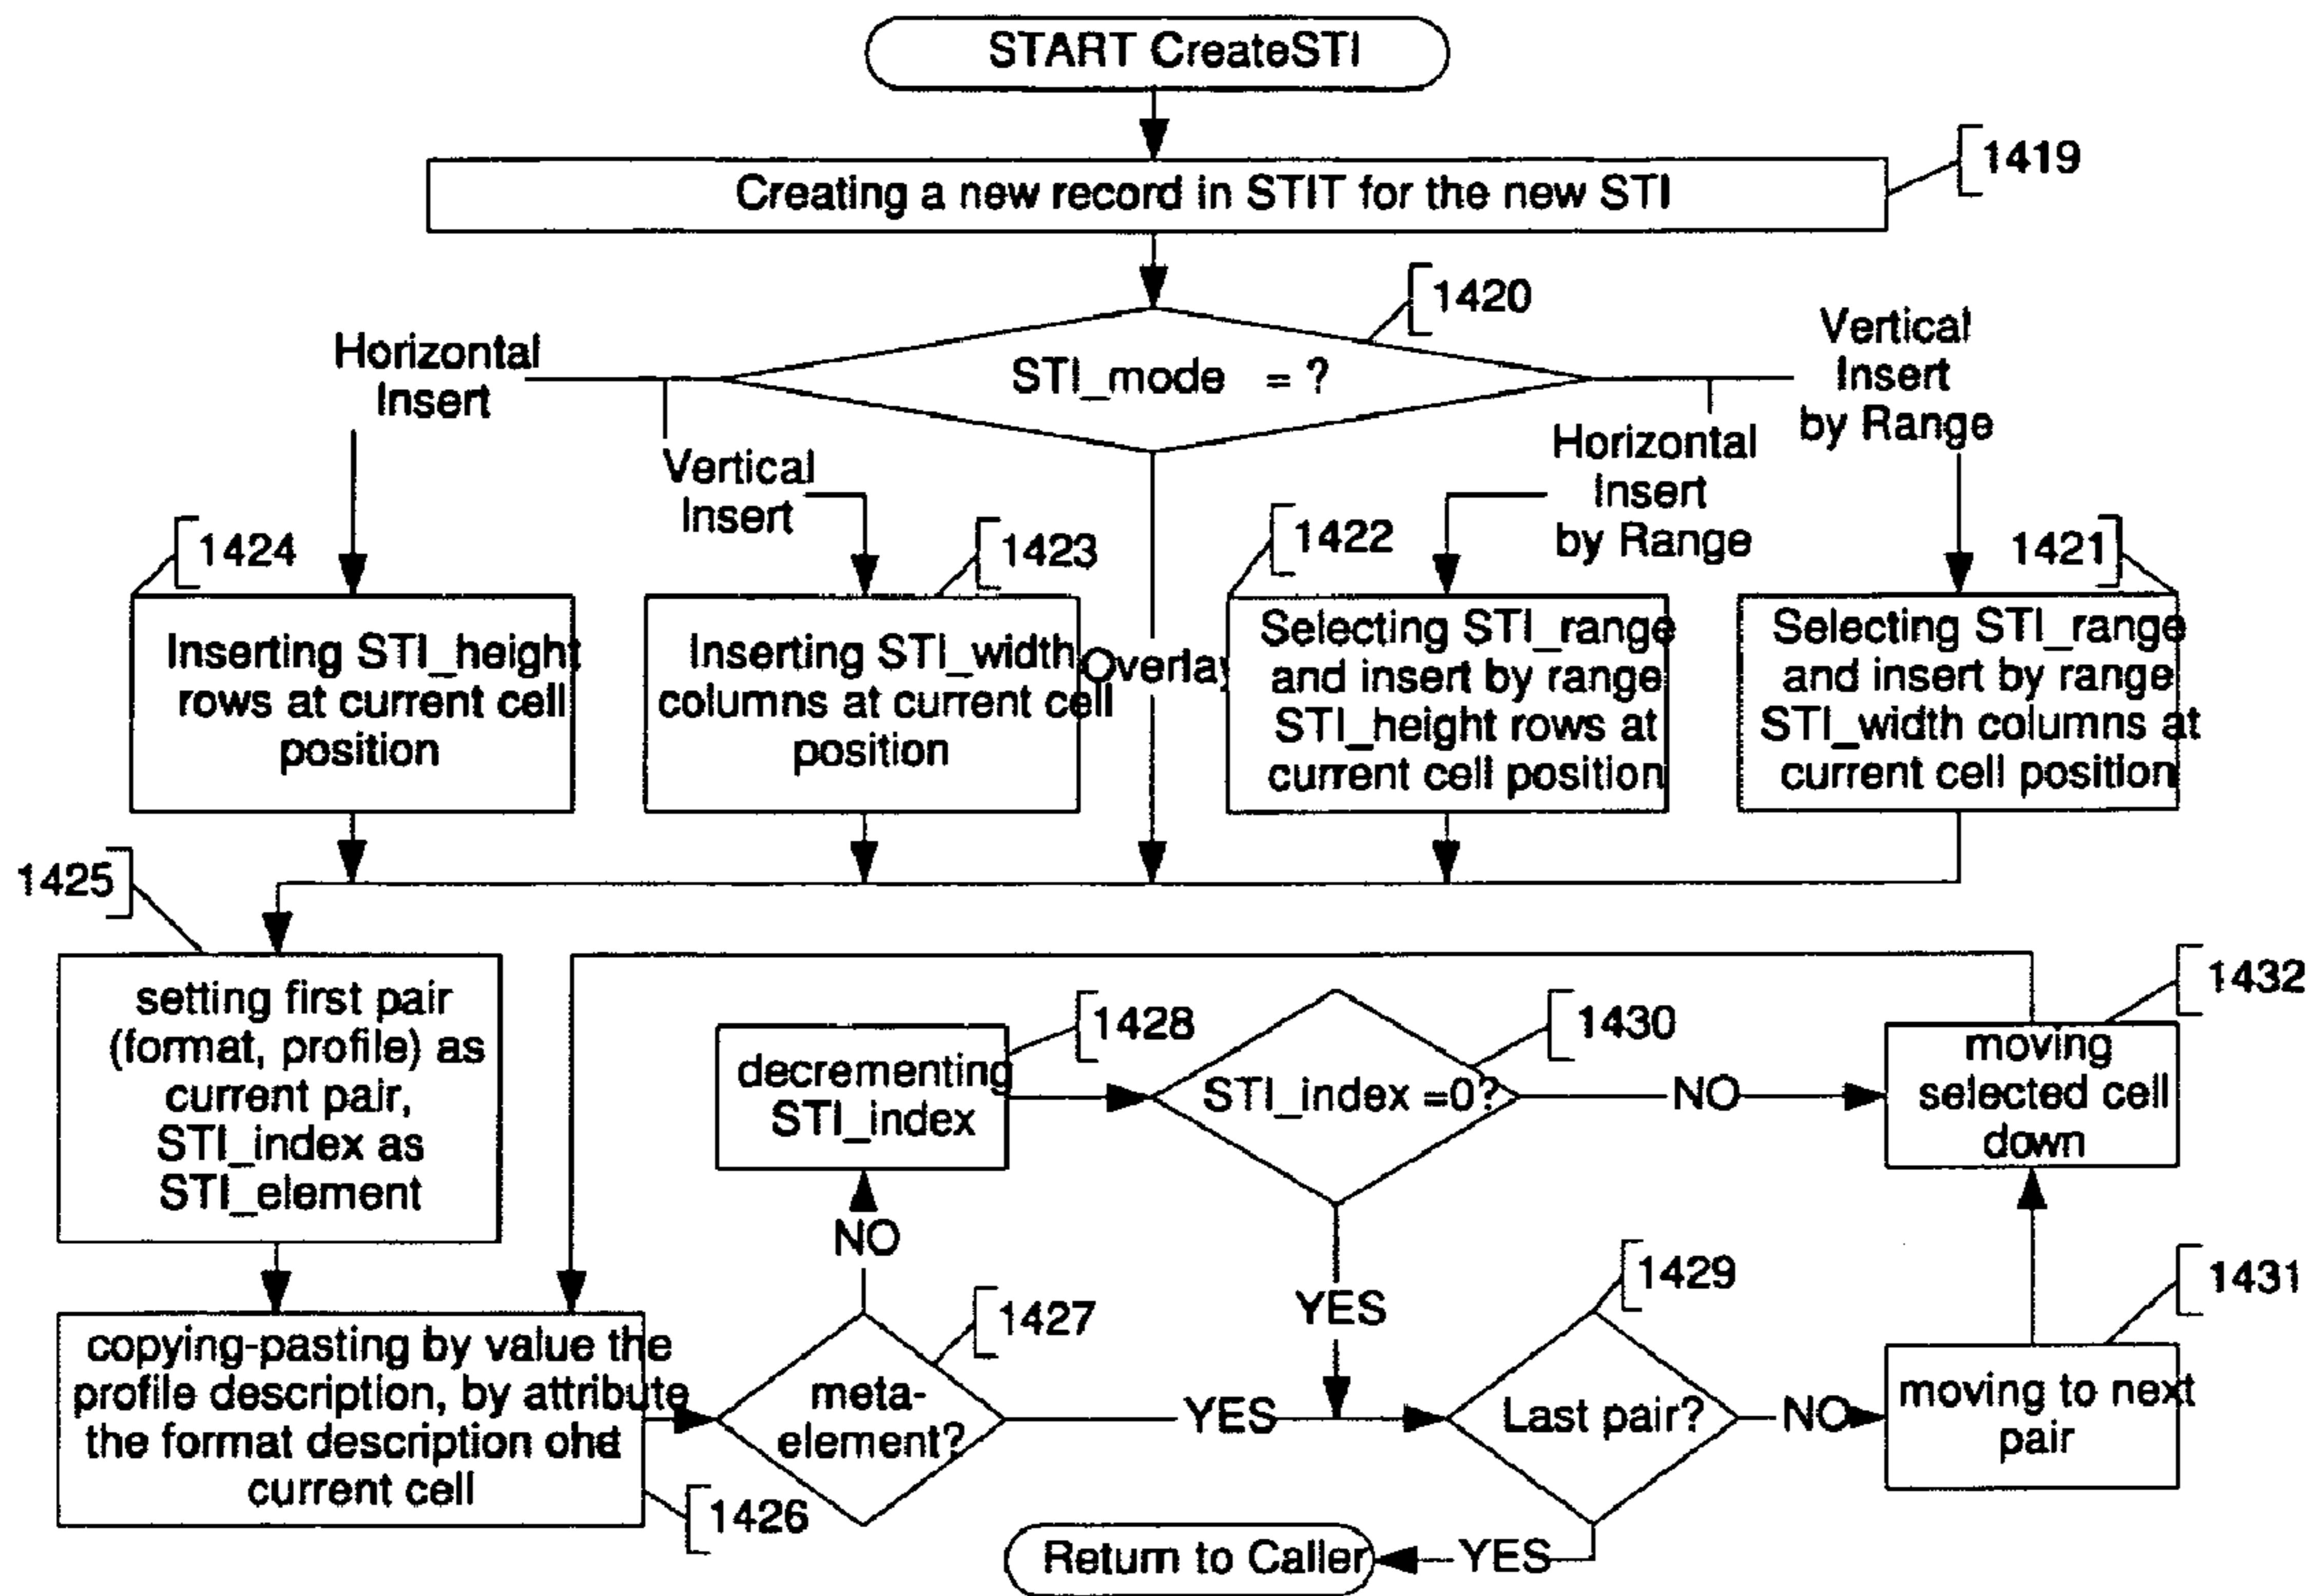 START CreateSTI
1419
Creating a new record in STIT for the new STI
1420
STI_mode = ?
Horizontal
Insert
Vertical
Insert
Horizontal
Insert
by Range
Vertical
Insert
by Range
1424
1423
1422
1421
Inserting STI_height
rows at current cell
position
Inserting STI_width
columns at current cell
position
Overlay
Selecting STI_range
and insert by range
STI_height rows at
current cell position
Selecting STI_range
and insert by range
STI_width columns at
current cell position
1425
setting first pair
(format, profile) as
current pair,
STI_index as
STI_element
1428
decrementing
STI_index
1430
STI_index =0?
NO
1432
moving
selected cell
down
NO
YES
1426
copying-pasting by value the
profile description, by attribute
the format description
current cell
1427
meta-
element?
YES
1429
Last pair?
NO
1431
moving to next
pair
YES
Return to Caller